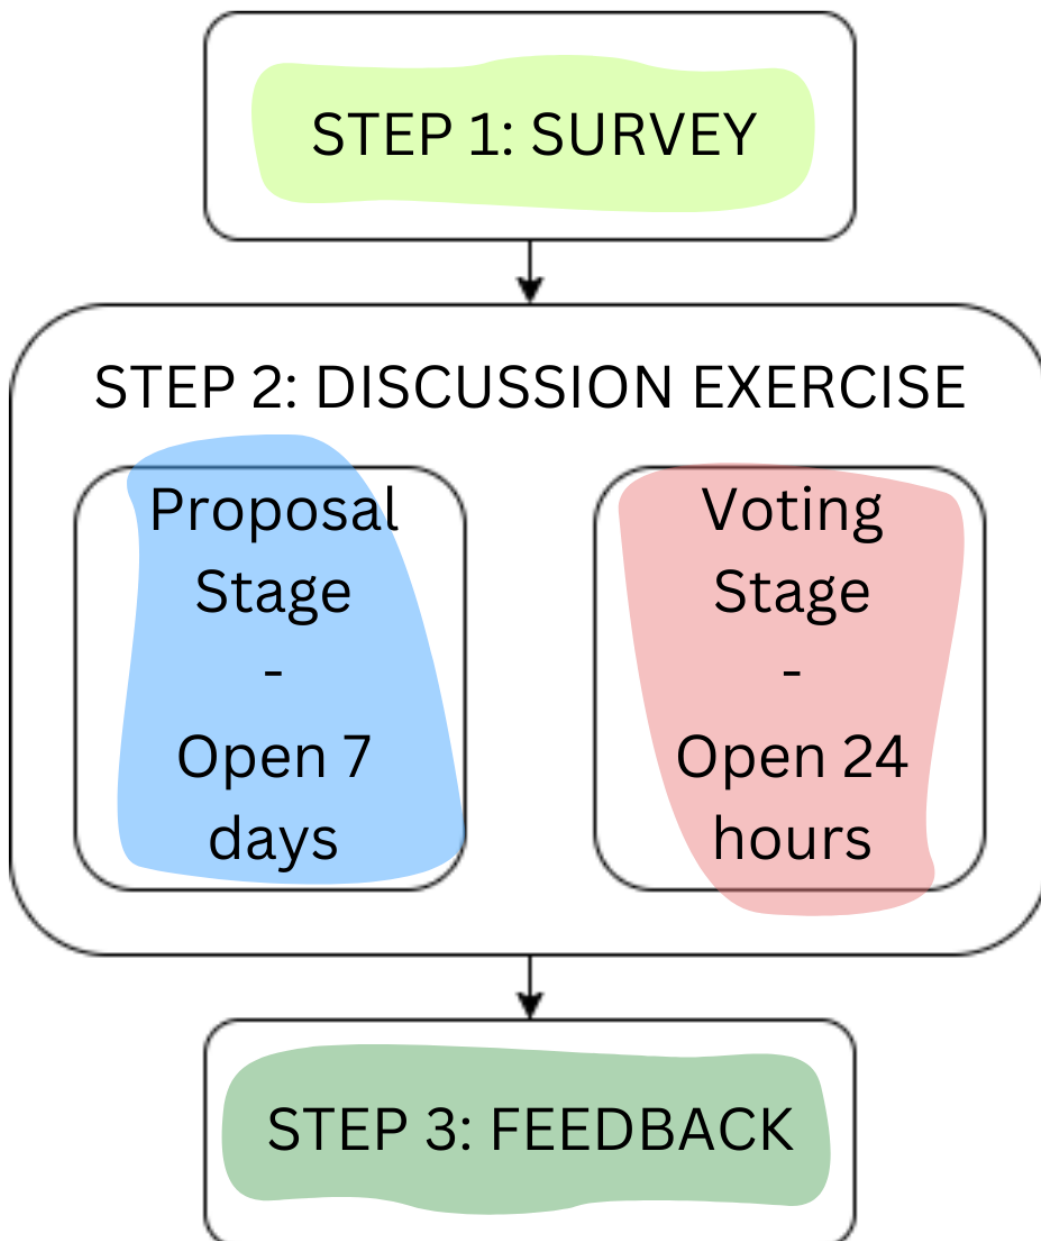 STEP 1: SURVEY
STEP 2: DISCUSSION EXERCISE
Proposal
Stage
-
Open 7
days
Voting
Stage
-
Open 24
hours
STEP 3: FEEDBACK